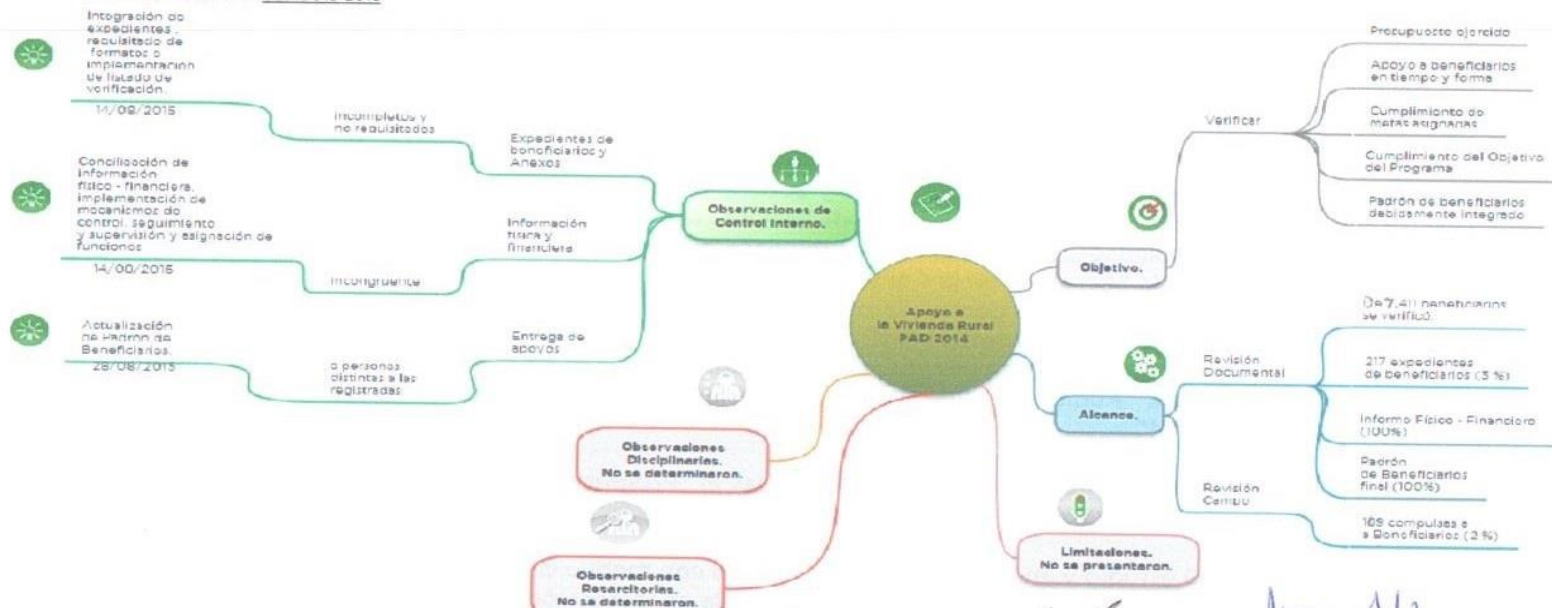 Integración de
expedientes,
requisitado de
formatos e
implementación
de listado de
verificación.
14/08/2015
Incompletos y
no requisitados
Expedientes de
beneficiarios y
Anexos
Conciliación de
información
físico - financiera,
implementación de
mecanismos de
control, seguimiento
y supervisión y asignación de
funciones
14/08/2015
Incongruente
Información
física y
financiera
Actualización
de Padrón de
Beneficiarios.
28/08/2015
a personas
distintas a las
registradas
Entrega de
apoyos
Observaciones de
Control Interno.
Apoyo a
la Vivienda Rural
PAD 2014
Observaciones
Disciplinarias.
No se determinaron.
Observaciones
Resarcitorias.
No se determinaron.
Objetivo.
Verificar
Presupuesto ejercido
Apoyo a beneficiarios
en tiempo y forma
Cumplimiento de
metas asignadas
Cumplimiento del Objetivo
del Programa
Padrón de beneficiarios
debidamente integrado
Alcance.
Revisión
Documental
De 7,411 beneficiarios
se verificó:
217 expedientes
de beneficiarios (3 %)
Informe Físico - Financiero
(100%)
Padrón
de Beneficiarios
final (100%)
Revisión
Campo
189 compulsas a
a Beneficiarios (2 %)
Limitaciones.
No se presentaron.